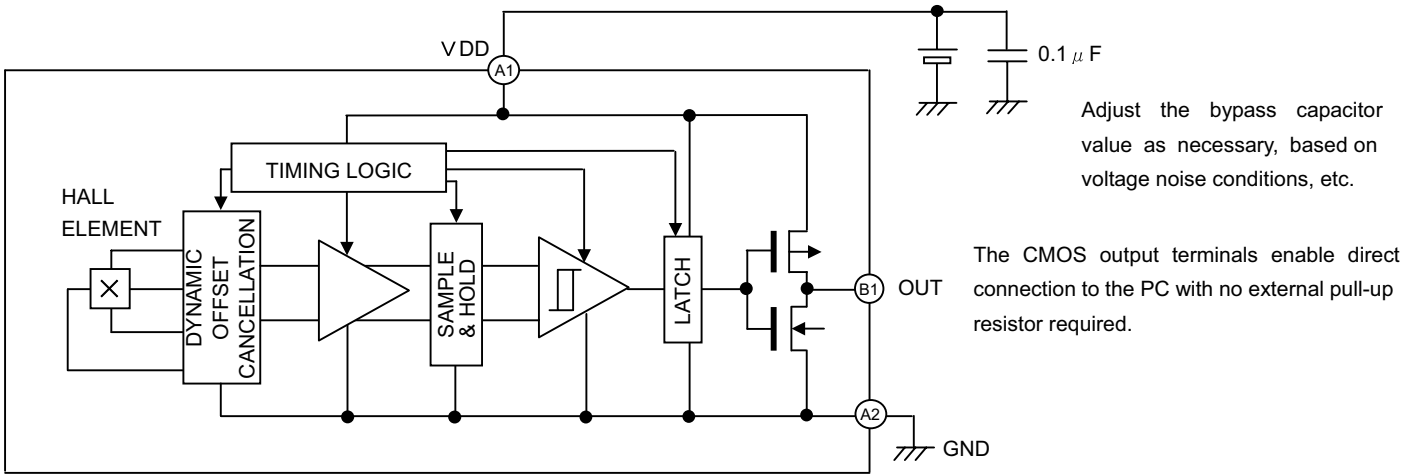 VDD
A1
0.1 μ F
Adjust the bypass capacitor
value as necessary, based on
voltage noise conditions, etc.
TIMING LOGIC
HALL
ELEMENT
DYNAMIC
OFFSET
CANCELLATION
SAMPLE
& HOLD
LATCH
The CMOS output terminals enable direct
connection to the PC with no external pull-up
resistor required.
B1 OUT
A2
GND